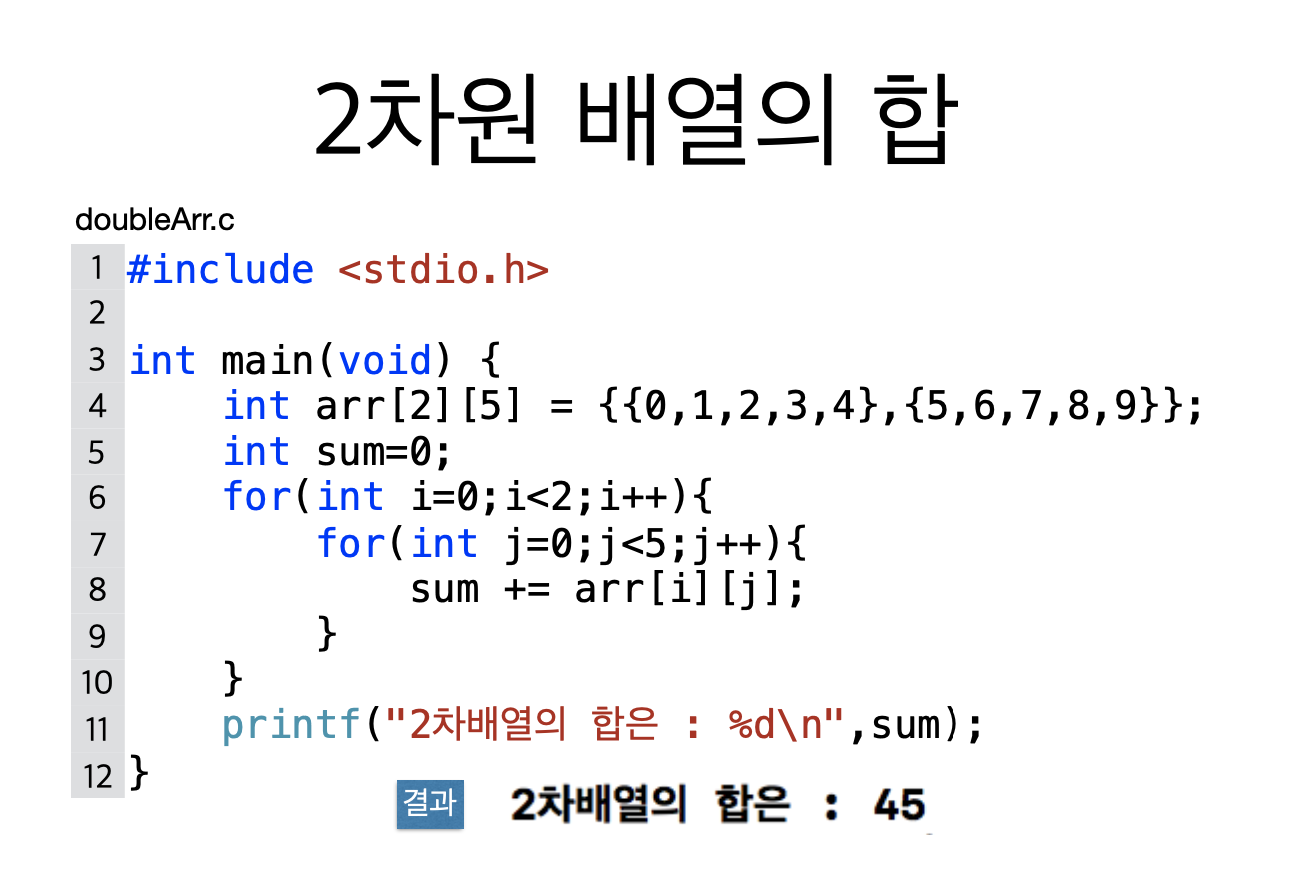 2차원 배열의 합
doubleArr.c
1 #include <stdio.h>
2
3 int main(void) {
4     int arr[2][5] = {{0,1,2,3,4},{5,6,7,8,9}};
5     int sum=0;
6     for(int i=0;i<2;i++){
7         for(int j=0;j<5;j++){
8             sum += arr[i][j];
9         }
10     }
11     printf("2차배열의 합은 : %d\n",sum);
12 }
결과 2차배열의 합은 : 45